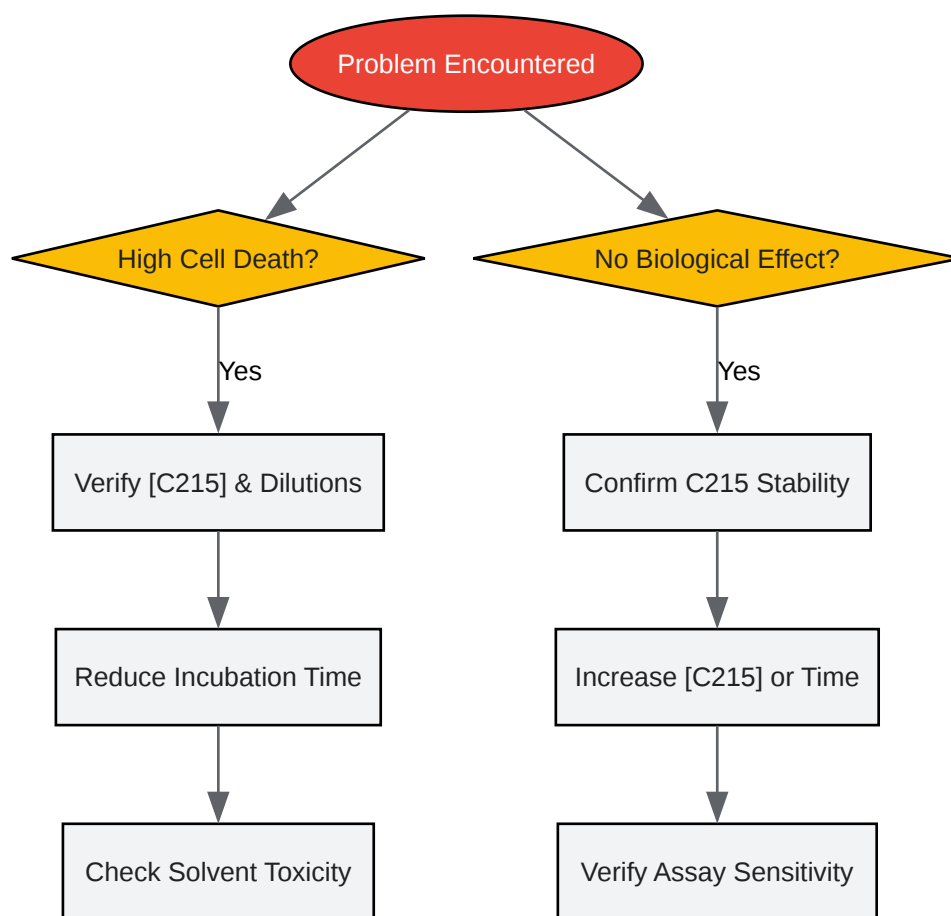 Problem Encountered
High Cell Death?
No Biological Effect?
Yes
Yes
Verify [C215] & Dilutions
Confirm C215 Stability
Reduce Incubation Time
Increase [C215] or Time
Check Solvent Toxicity
Verify Assay Sensitivity